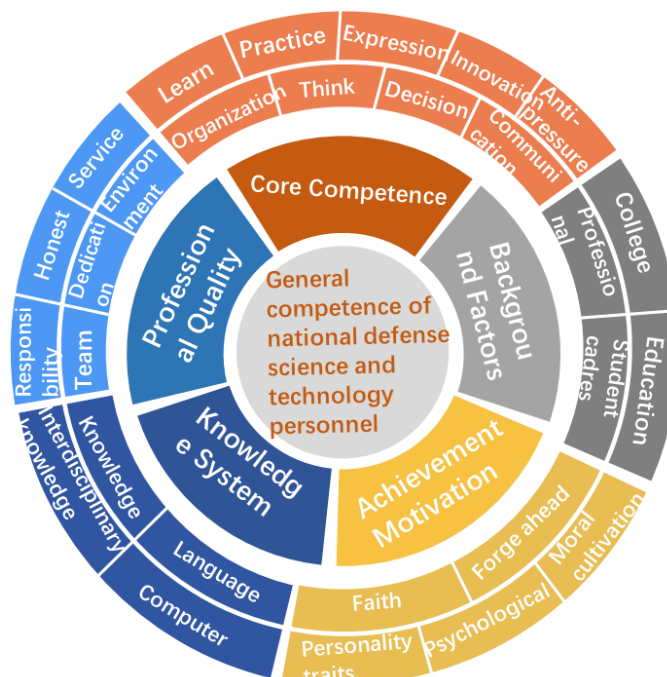 Learn
Practice
Expression
Innovation
Anti-
pressure
Organization
Think
Decision
Communi
cation
Core Competence
College
Education
Professio
nal
Student
cadres
Backgrou
nd Factors
Achievement
Motivation
Forge ahead
Moral
cultivation
Faith
Psychological
Personality
traits
Knowledg
e System
Knowledge
Interdisciplinary
knowledge
Language
Computer
Profession
al Quality
Service
Environ
ment
Honest
Dedicati
on
Responsi
bility
Team
General
competence of
national defense
science and
technology
personnel